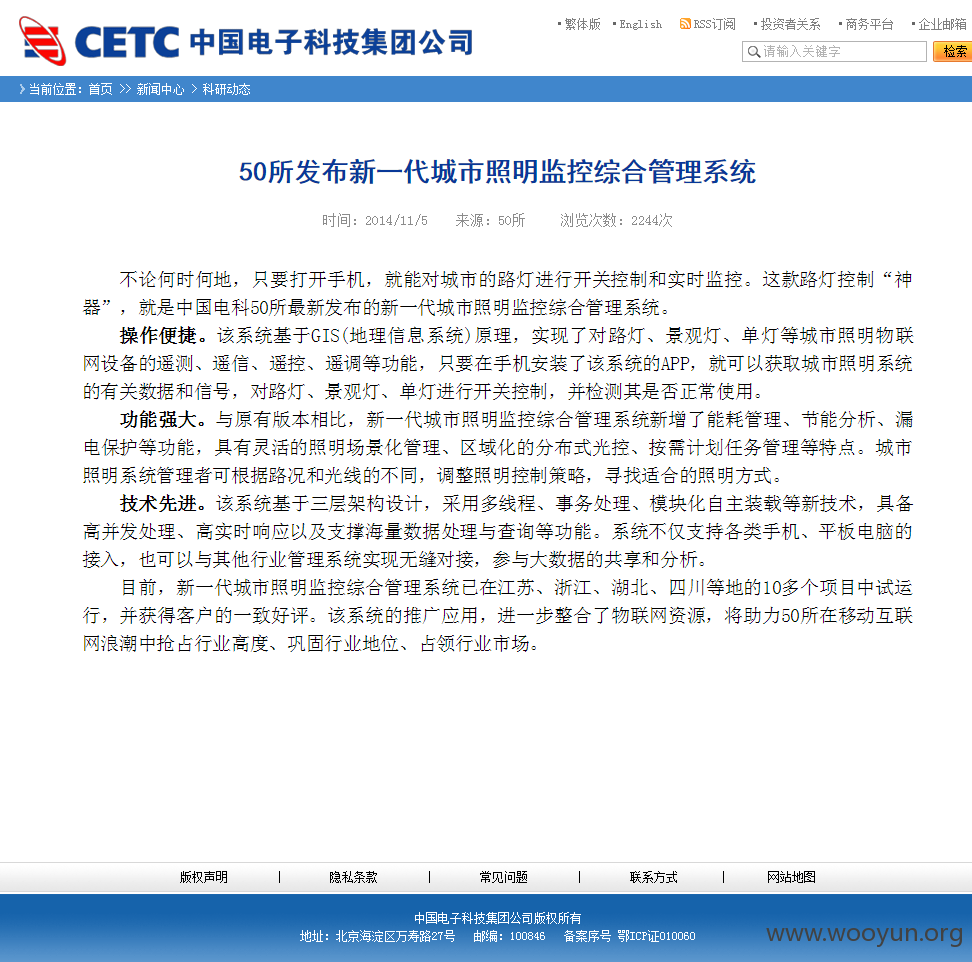 CETC 中国电子科技集团公司
▪繁体版 ▪English RSS订阅 ▪投资者关系 ▪商务平台 ▪企业邮箱
请输入关键字 检索
当前位置：首页 >> 新闻中心 > 科研动态
50所发布新一代城市照明监控综合管理系统
时间：2014/11/5 来源：50所 浏览次数：2244次
不论何时何地，只要打开手机，就能对城市的路灯进行开关控制和实时监控。这款路灯控制“神
器”，就是中国电科50所最新发布的新一代城市照明监控综合管理系统。
操作便捷。该系统基于GIS(地理信息系统)原理，实现了对路灯、景观灯、单灯等城市照明物联
网设备的遥测、遥信、遥控、遥调等功能，只要在手机安装了该系统的APP，就可以获取城市照明系统
的有关数据和信号，对路灯、景观灯、单灯进行开关控制，并检测其是否正常使用。
功能强大。与原有版本相比，新一代城市照明监控综合管理系统新增了能耗管理、节能分析、漏
电保护等功能，具有灵活的照明场景化管理、区域化的分布式光控、按需计划任务管理等特点。城市
照明系统管理者可根据路况和光线的不同，调整照明控制策略，寻找适合的照明方式。
技术先进。该系统基于三层架构设计，采用多线程、事务处理、模块化自主装载等新技术，具备
高并发处理、高实时响应以及支撑海量数据处理与查询等功能。系统不仅支持各类手机、平板电脑的
接入，也可以与其他行业管理系统实现无缝对接，参与大数据的共享和分析。
目前，新一代城市照明监控综合管理系统已在江苏、浙江、湖北、四川等地的10多个项目中试运
行，并获得客户的一致好评。该系统的推广应用，进一步整合了物联网资源，将助力50所在移动互联
网浪潮中抢占行业高度、巩固行业地位、占领行业市场。
版权声明 | 隐私条款 | 常见问题 | 联系方式 | 网站地图
中国电子科技集团公司版权所有
地址：北京海淀区万寿路27号 邮编：100846 备案序号 鄂ICP证010060
www.wooyun.org